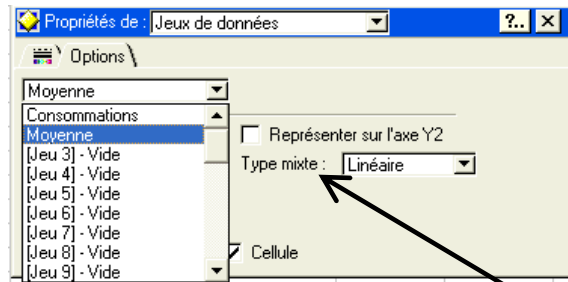 Propriétés de : Jeux de données ?..
Options
Moyenne
Consommations
Moyenne
[Jeu 3] - Vide
[Jeu 4] - Vide
[Jeu 5] - Vide
[Jeu 6] - Vide
[Jeu 7] - Vide
[Jeu 8] - Vide
[Jeu 9] - Vide
Représenter sur l'axe Y2
Type mixte : Linéaire
Cellule